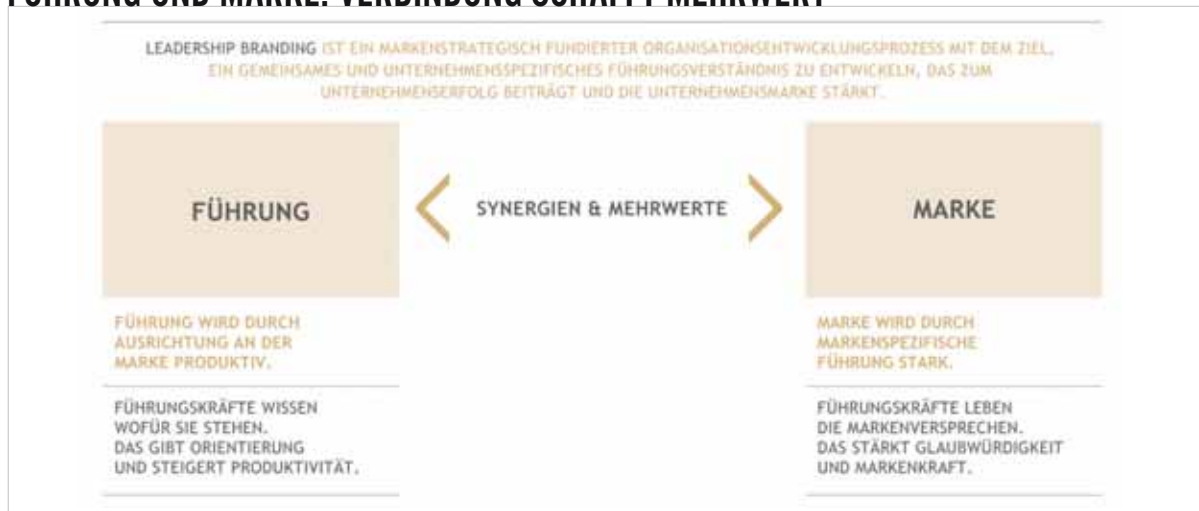 FÜHRUNG UND MARKE: VERBINDUNG SCHAFFT MEHRWERT
LEADERSHIP BRANDING IST EIN MARKENSTRATEGISCH FUNDIERTER ORGANISATIONSENTWICKLUNGSPROZESS MIT DEM ZIEL,
EIN GEMEINSAMES UND UNTERNEHMENSSPEZIFISCHES FÜHRUNGSVERSTÄNDNIS ZU ENTWICKELN, DAS ZUM
UNTERNEHMENSERFOLG BEITRÄGT UND DIE UNTERNEHMENSMARKE STÄRKT.
FÜHRUNG
SYNERGIEN & MEHRWERTE
MARKE
FÜHRUNG WIRD DURCH
AUSRICHTUNG AN DER
MARKE PRODUKTIV.
FÜHRUNGSKRÄFTE WISSEN
WOFÜR SIE STEHEN.
DAS GIBT ORIENTIERUNG
UND STEIGERT PRODUKTIVITÄT.
MARKE WIRD DURCH
MARKENSPEZIFISCHE
FÜHRUNG STARK.
FÜHRUNGSKRÄFTE LEBEN
DIE MARKENVERSPRECHEN.
DAS STÄRKT GLAUBWÜRDIGKEIT
UND MARKENKRAFT.